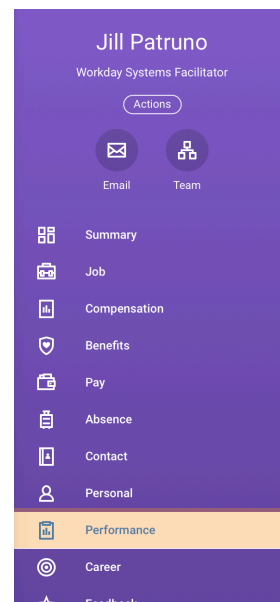 Jill Patruno
Workday Systems Facilitator
Actions
Email Team
Summary
Job
Compensation
Benefits
Pay
Absence
Contact
Personal
Performance
Career